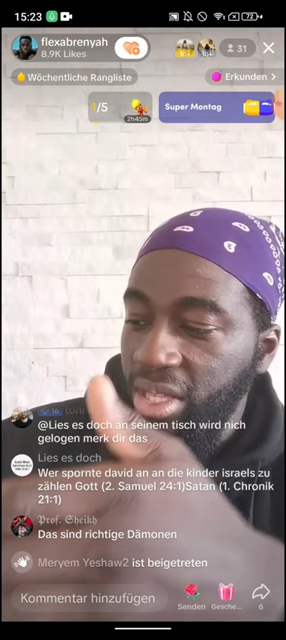 15:23
72
flexabrenyah
8.9K Likes
31
Wöchentliche Rangliste
Erkunden >
1/5
2h45m
Super Montag
@Lies es doch an seinem tisch wird nich
gelogen merk dir das
Lies es doch
Wer spornte david an an die kinder israels zu
zählen Gott (2. Samuel 24:1)Satan (1. Chronik
21:1)
Prof. Sheikh
Das sind richtige Dämonen
Meryem Yeshaw2 ist beigetreten
Kommentar hinzufügen
Senden
Gesche...
6